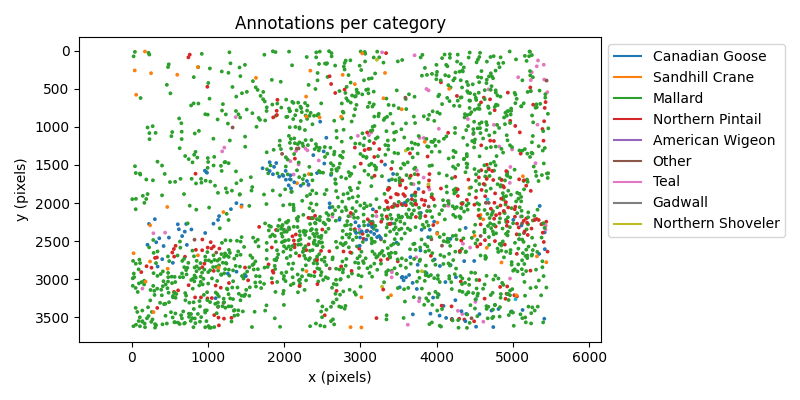 Annotations per category
0
500
1000
1500
2000
2500
3000
3500
y (pixels)
0
1000
2000
3000
4000
5000
6000
x (pixels)
Canadian Goose
Sandhill Crane
Mallard
Northern Pintail
American Wigeon
Other
Teal
Gadwall
Northern Shoveler